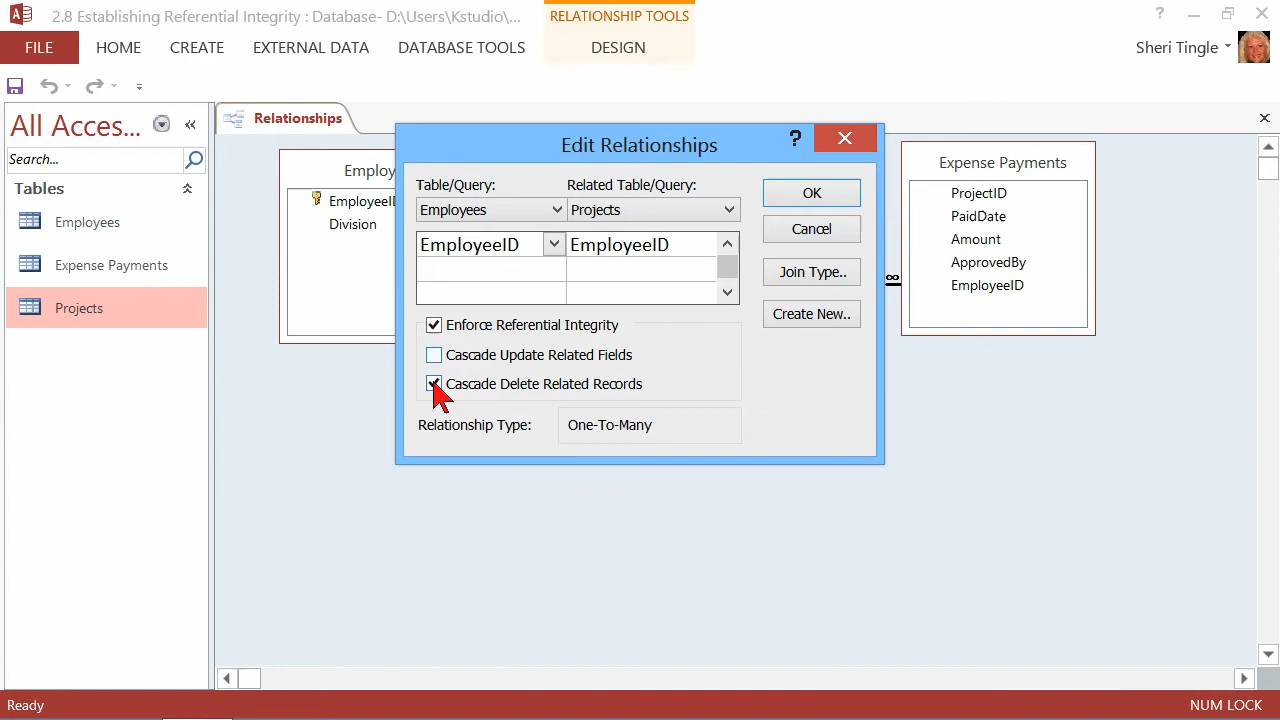 2.8 Establishing Referential Integrity : Database- D:\Users\Kstudio\...
RELATIONSHIP TOOLS
?
FILE
HOME
CREATE
EXTERNAL DATA
DATABASE TOOLS
DESIGN
Sheri Tingle
All Acces...
Search...
Tables
Employees
Expense Payments
Projects
Relationships
Employ
EmployeeID
Division
Edit Relationships
?
Table/Query:
Related Table/Query:
Employees
Projects
EmployeeID
EmployeeID
Enforce Referential Integrity
Cascade Update Related Fields
Cascade Delete Related Records
Relationship Type:
One-To-Many
OK
Cancel
Join Type..
Create New..
∞
Expense Payments
ProjectID
PaidDate
Amount
ApprovedBy
EmployeeID
Ready
NUM LOCK